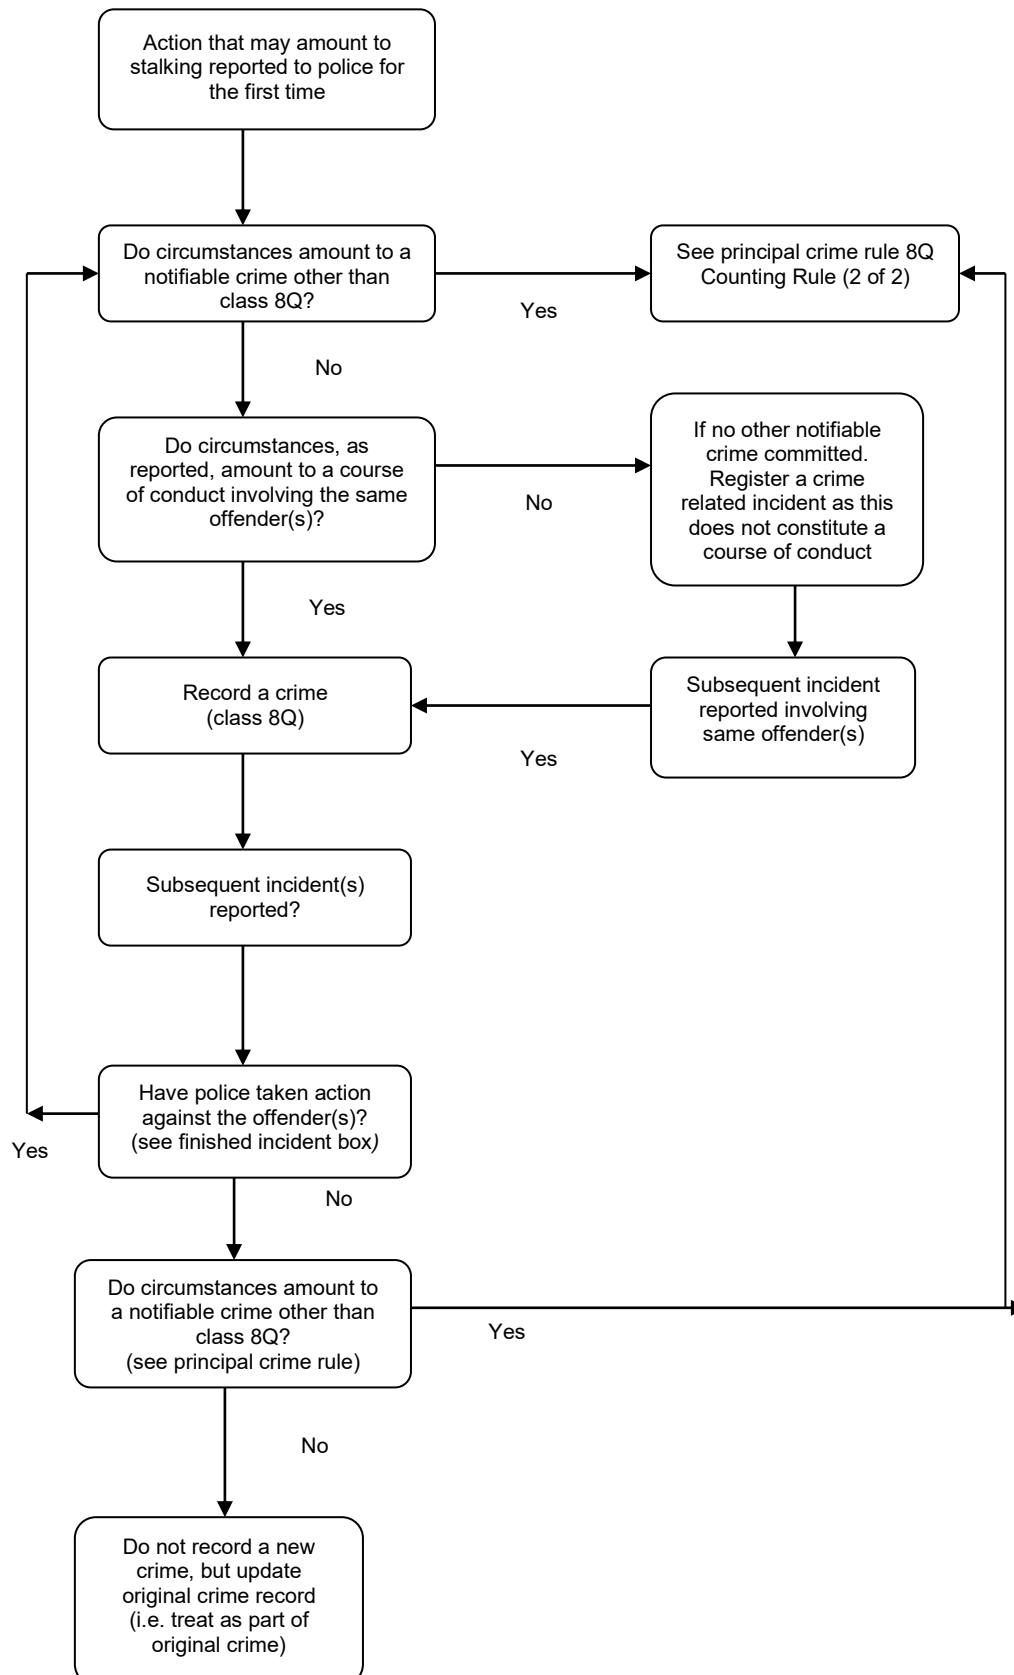 Action that may amount to
stalking reported to police for
the first time
Do circumstances amount to a
notifiable crime other than
class 8Q?
Yes
See principal crime rule 8Q
Counting Rule (2 of 2)
No
Do circumstances, as
reported, amount to a course
of conduct involving the same
offender(s)?
No
If no other notifiable
crime committed.
Register a crime
related incident as this
does not constitute a
course of conduct
Yes
Record a crime
(class 8Q)
Yes
Subsequent incident
reported involving
same offender(s)
Subsequent incident(s)
reported?
Have police taken action
against the offender(s)?
(see finished incident box)
Yes
No
Do circumstances amount to
a notifiable crime other than
class 8Q?
(see principal crime rule)
Yes
No
Do not record a new
crime, but update
original crime record
(i.e. treat as part of
original crime)